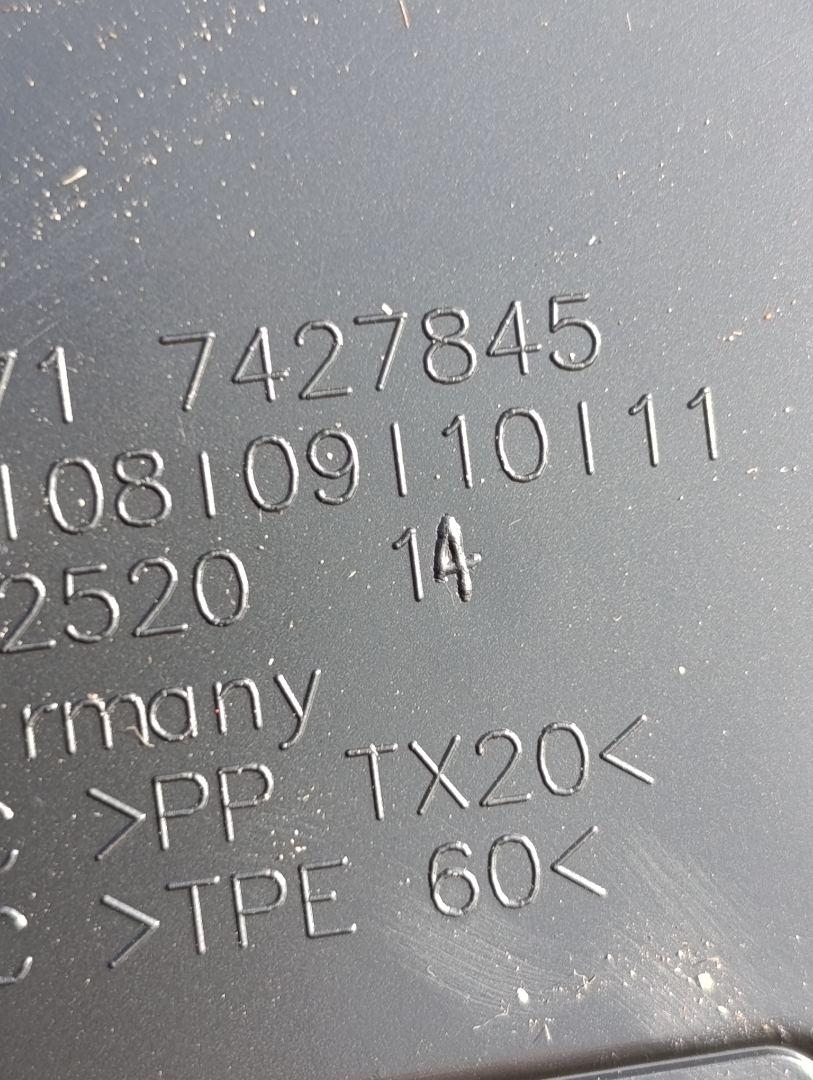 71 7427845
108109110111
2520 14
rmany
>PP TX20<
C >TPE 60<